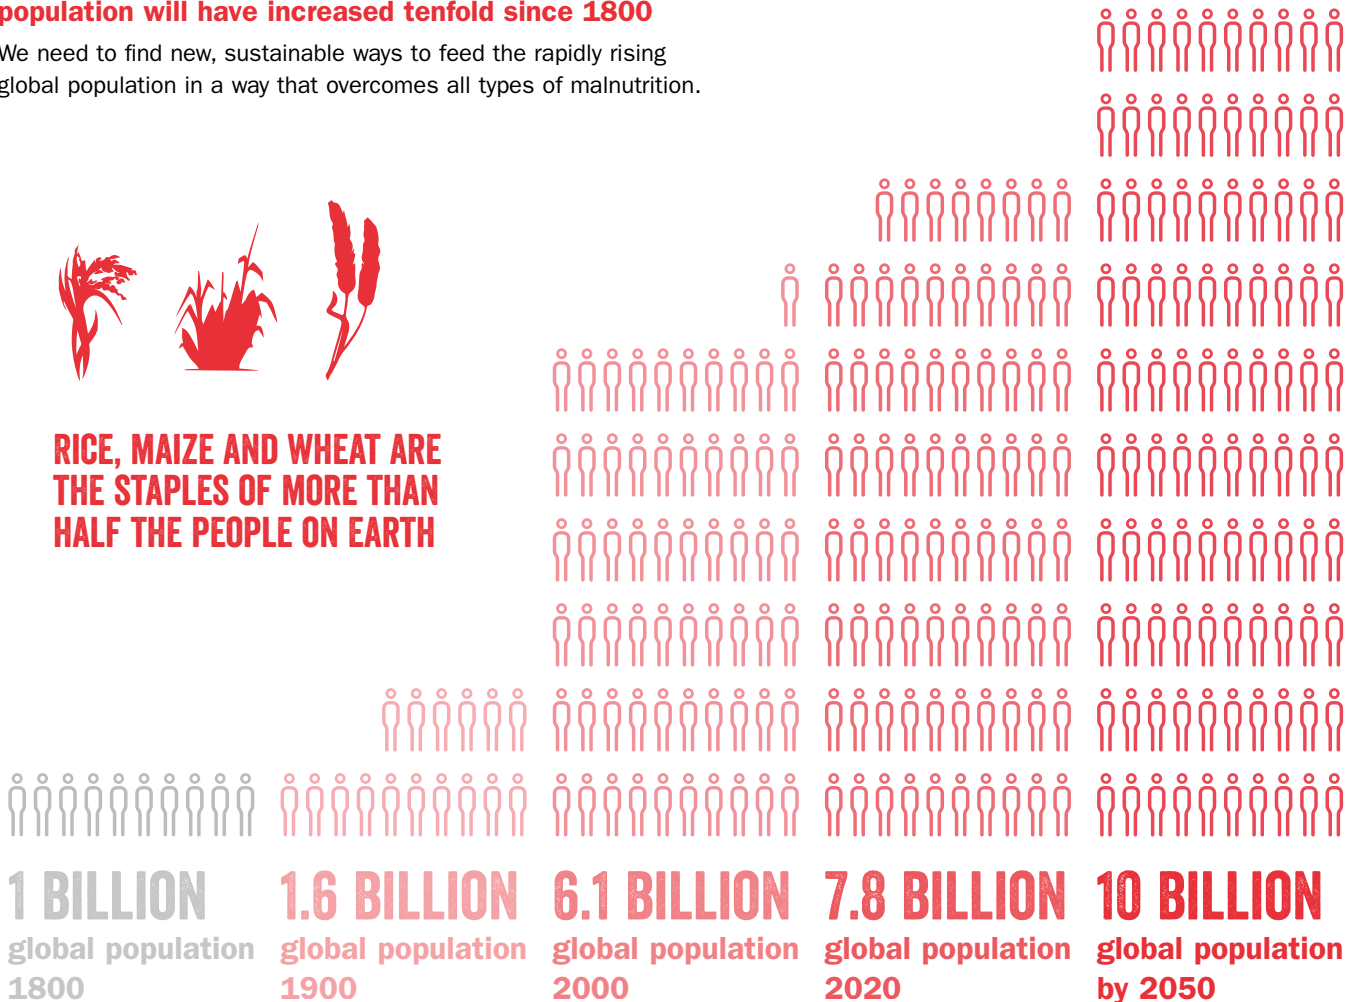 population will have increased tenfold since 1800
We need to find new, sustainable ways to feed the rapidly rising
global population in a way that overcomes all types of malnutrition.
RICE, MAIZE AND WHEAT ARE
THE STAPLES OF MORE THAN
HALF THE PEOPLE ON EARTH
1 BILLION
global population
1800
1.6 BILLION
global population
1900
6.1 BILLION
global population
2000
7.8 BILLION
global population
2020
10 BILLION
global population
by 2050